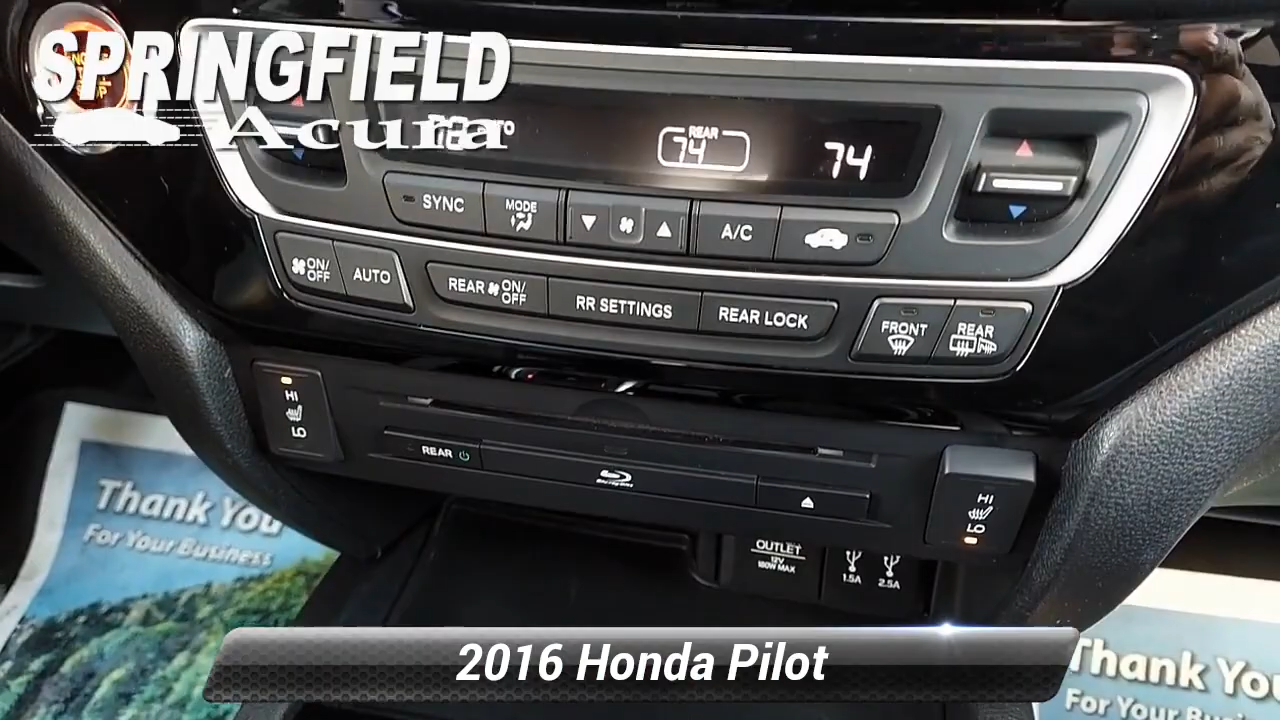 SPRINGFIELD
Acura
REAR
74
74
SYNC
MODE
A/C
ON/
OFF
AUTO
REAR ON/
OFF
RR SETTINGS
REAR LOCK
FRONT
REAR
HI
LO
REAR
HI
LO
OUTLET
12V
180W MAX
1.5A
2.5A
Thank You
For Your Business
Thank You
For Your
2016 Honda Pilot